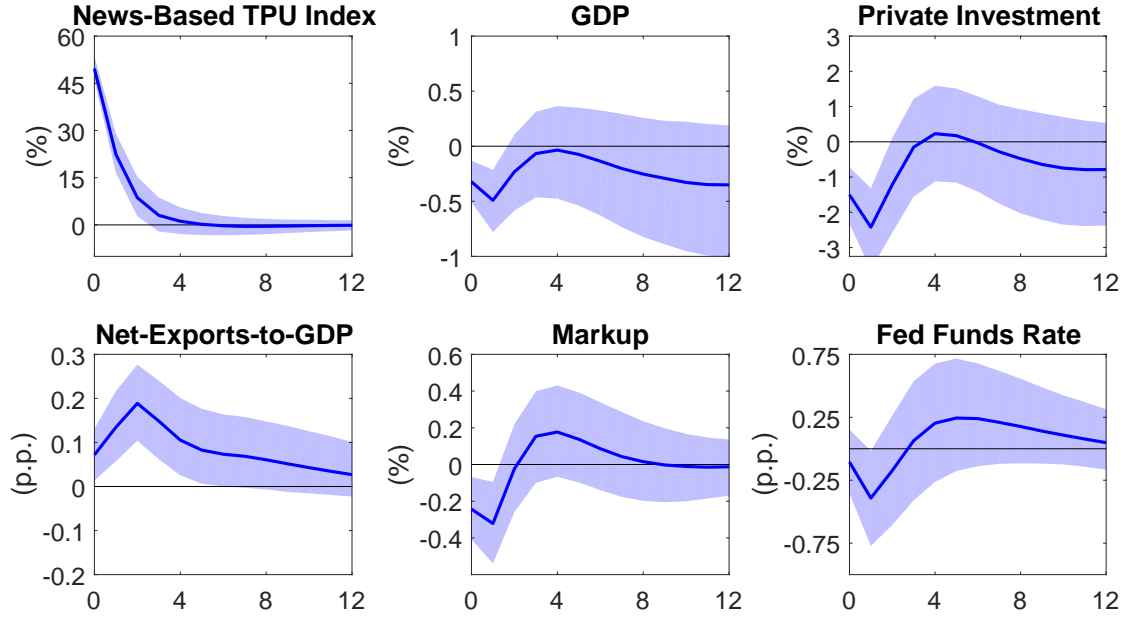 News-Based TPU Index
GDP
Private Investment
(%)
60
45
30
15
0
0 4 8 12
1
0.5
0
-0.5
-1
0 4 8 12
(%)
3
2
1
0
-1
-2
-3
0 4 8 12
(%)
Net-Exports-to-GDP
Markup
Fed Funds Rate
(p.p.)
0.3
0.2
0.1
0
-0.1
-0.2
0 4 8 12
(%)
0.6
0.4
0.2
0
-0.2
-0.4
0 4 8 12
(p.p.)
0.75
0.25
-0.25
-0.75
0 4 8 12